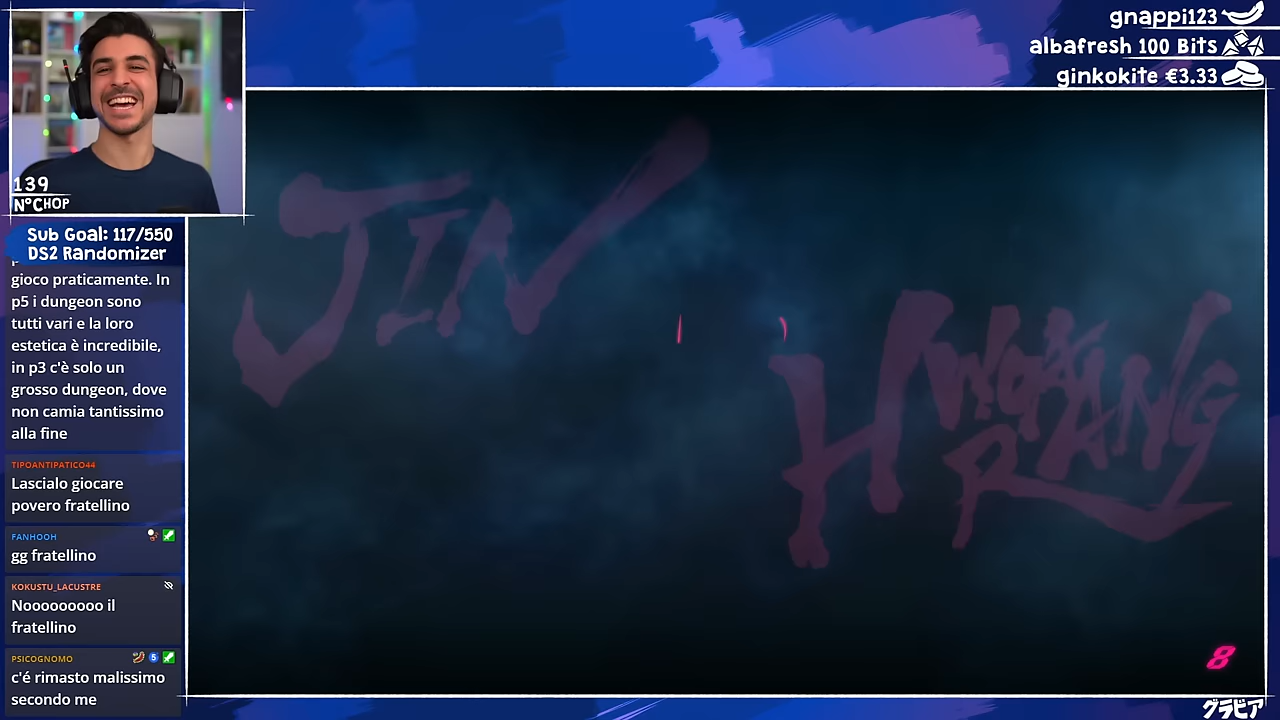 gnappi123
albafresh 100 Bits
ginkokite €3.33
139
N°CHOP
Sub Goal: 117/550
DS2 Randomizer
gioco praticamente. In
p5 i dungeon sono
tutti vari e la loro
estetica è incredibile,
in p3 c'è solo un
grosso dungeon, dove
non camia tantissimo
alla fine
TIPOANTIPATICO44
Lascialo giocare
povero fratellino
FANHOOH
gg fratellino
KOKUSTU_LACUSTRE
Nooooooooo il
fratellino
PSICOGNOMO
5
c'é rimasto malissimo
secondo me
JIN
HWOARANG
8
グラビア